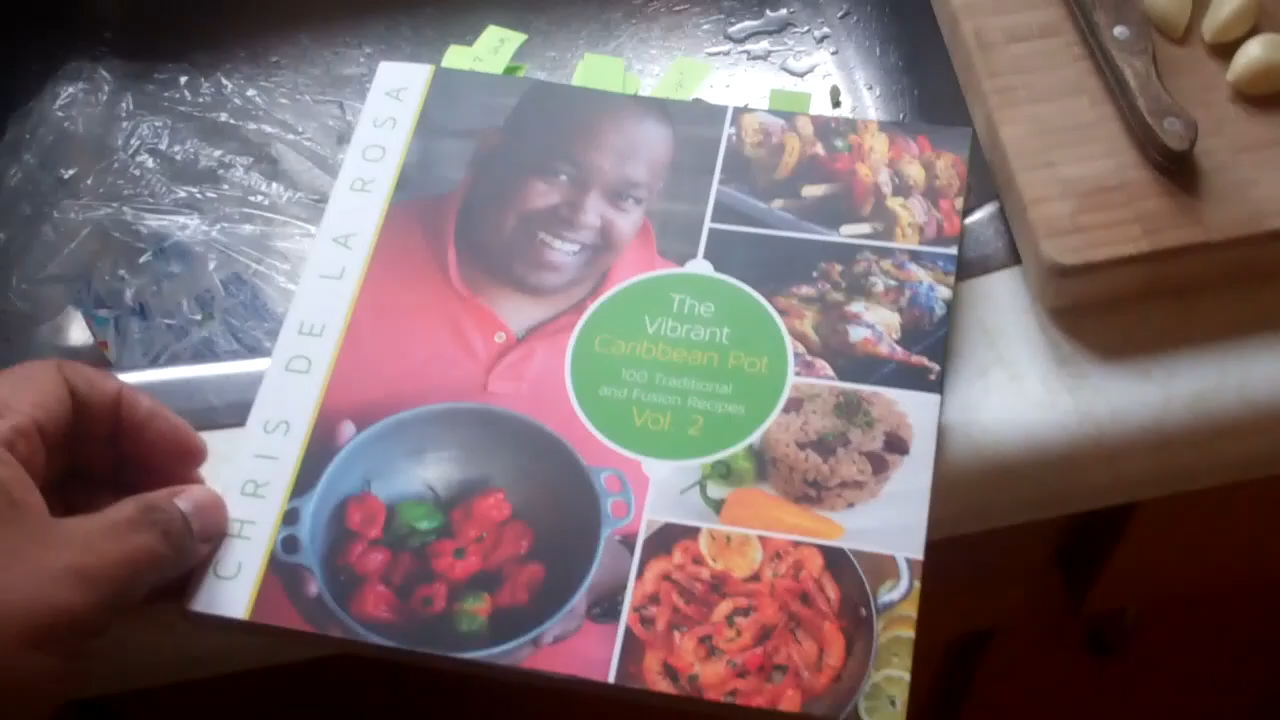 CHRIS DE LA ROSA
The
Vibrant
Caribbean Pot
100 Traditional
and Fusion Recipes
Vol. 2